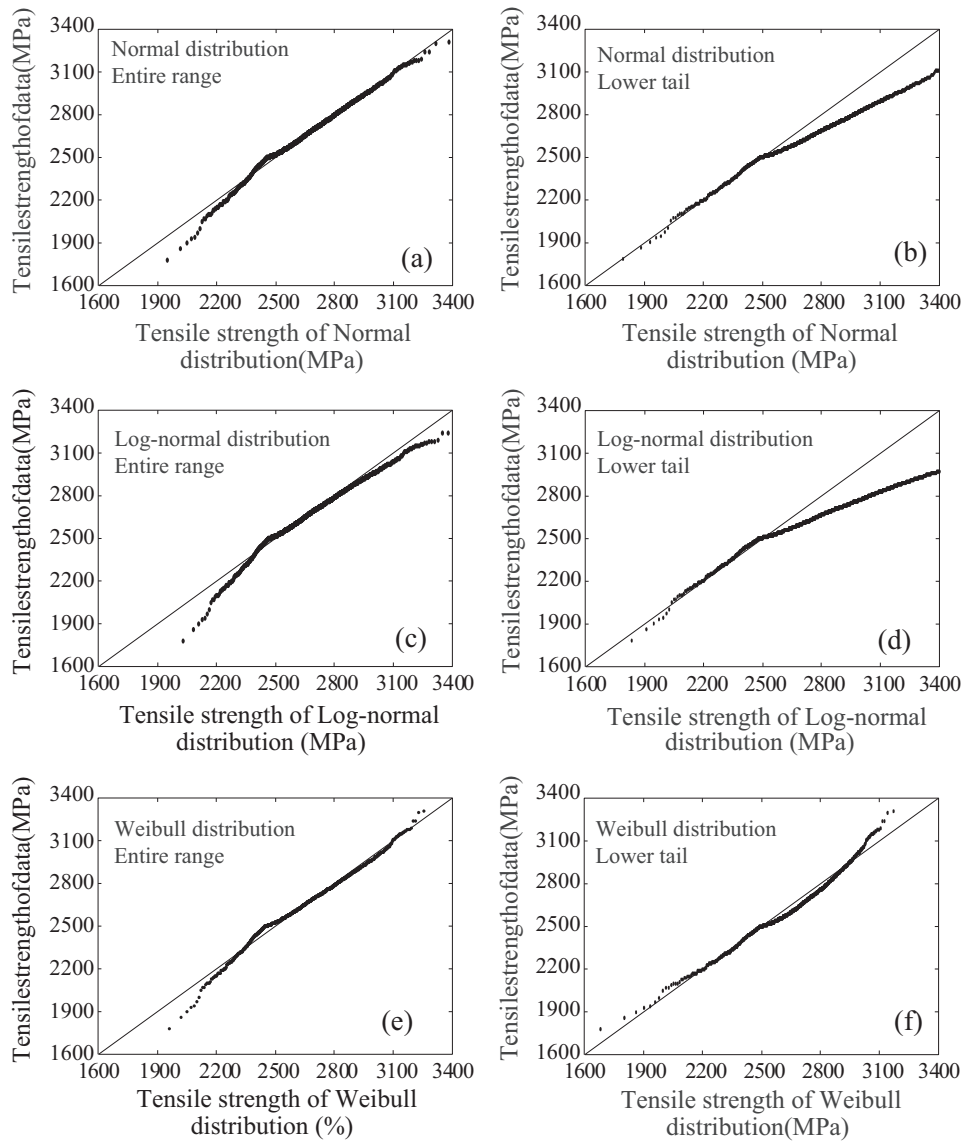 3400
3100
2800
2500
2200
1900
1600
Tensilestrengthofdata(MPa)
Normal distribution
Entire range
(a)
1600 1900 2200 2500 2800 3100 3400
Tensile strength of Normal
distribution(MPa)
3400
3100
2800
2500
2200
1900
1600
Tensilestrengthofdata(MPa)
Normal distribution
Lower tail
(b)
1600 1900 2200 2500 2800 3100 3400
Tensile strength of Normal
distribution (MPa)
3400
3100
2800
2500
2200
1900
1600
Tensilestrengthofdata(MPa)
Log-normal distribution
Entire range
(c)
1600 1900 2200 2500 2800 3100 3400
Tensile strength of Log-normal
distribution (MPa)
3400
3100
2800
2500
2200
1900
1600
Tensilestrengthofdata(MPa)
Log-normal distribution
Lower tail
(d)
1600 1900 2200 2500 2800 3100 3400
Tensile strength of Log-normal
distribution (MPa)
3400
3100
2800
2500
2200
1900
1600
Tensilestrengthofdata(MPa)
Weibull distribution
Entire range
(e)
1600 1900 2200 2500 2800 3100 3400
Tensile strength of Weibull
distribution (%)
3400
3100
2800
2500
2200
1900
1600
Tensilestrengthofdata(MPa)
Weibull distribution
Lower tail
(f)
1600 1900 2200 2500 2800 3100 3400
Tensile strength of Weibull
distribution(MPa)